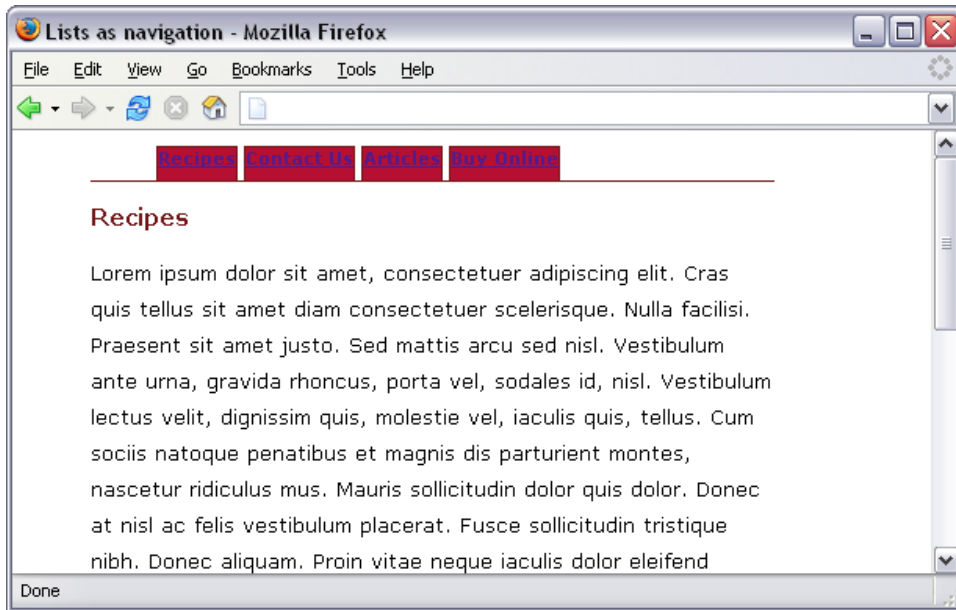 Lists as navigation - Mozilla Firefox
File Edit View Go Bookmarks Tools Help
Recipes Contact Us Articles Buy Online
Recipes
Lorem ipsum dolor sit amet, consectetuer adipiscing elit. Cras
quis tellus sit amet diam consectetuer scelerisque. Nulla facilisi.
Praesent sit amet justo. Sed mattis arcu sed nisl. Vestibulum
ante urna, gravida rhoncus, porta vel, sodales id, nisl. Vestibulum
lectus velit, dignissim quis, molestie vel, iaculis quis, tellus. Cum
sociis natoque penatibus et magnis dis parturient montes,
nascetur ridiculus mus. Mauris sollicitudin dolor quis dolor. Donec
at nisl ac felis vestibulum placerat. Fusce sollicitudin tristique
nibh. Donec aliquam. Proin vitae neque iaculis dolor eleifend
Done